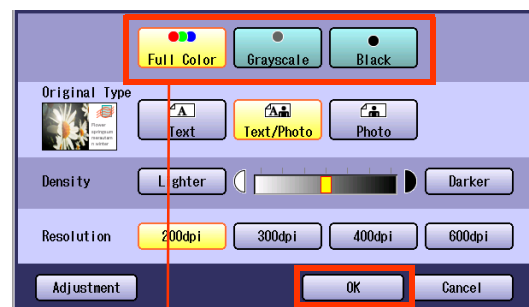 Full Color Grayscale Black
Original Type
Text Text/Photo Photo
Density Lighter Darker
Resolution 200dpi 300dpi 400dpi 600dpi
Adjustment OK Cancel